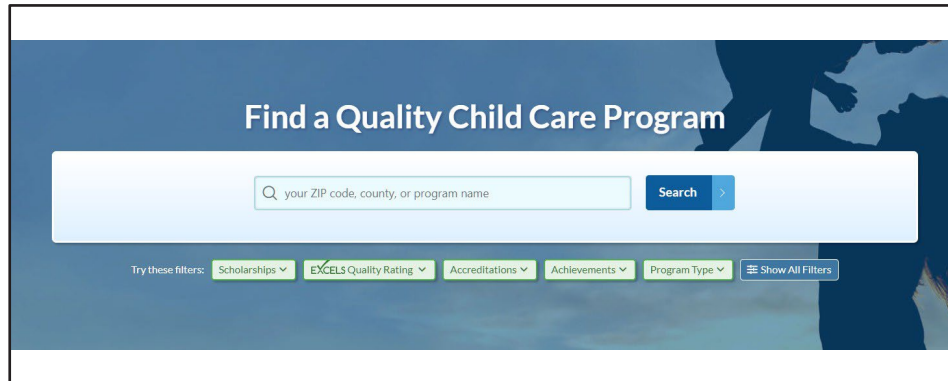 Find a Quality Child Care Program
your ZIP code, county, or program name
Search
Try these filters: Scholarships EXCELS Quality Rating Accreditations Achievements Program Type Show All Filters